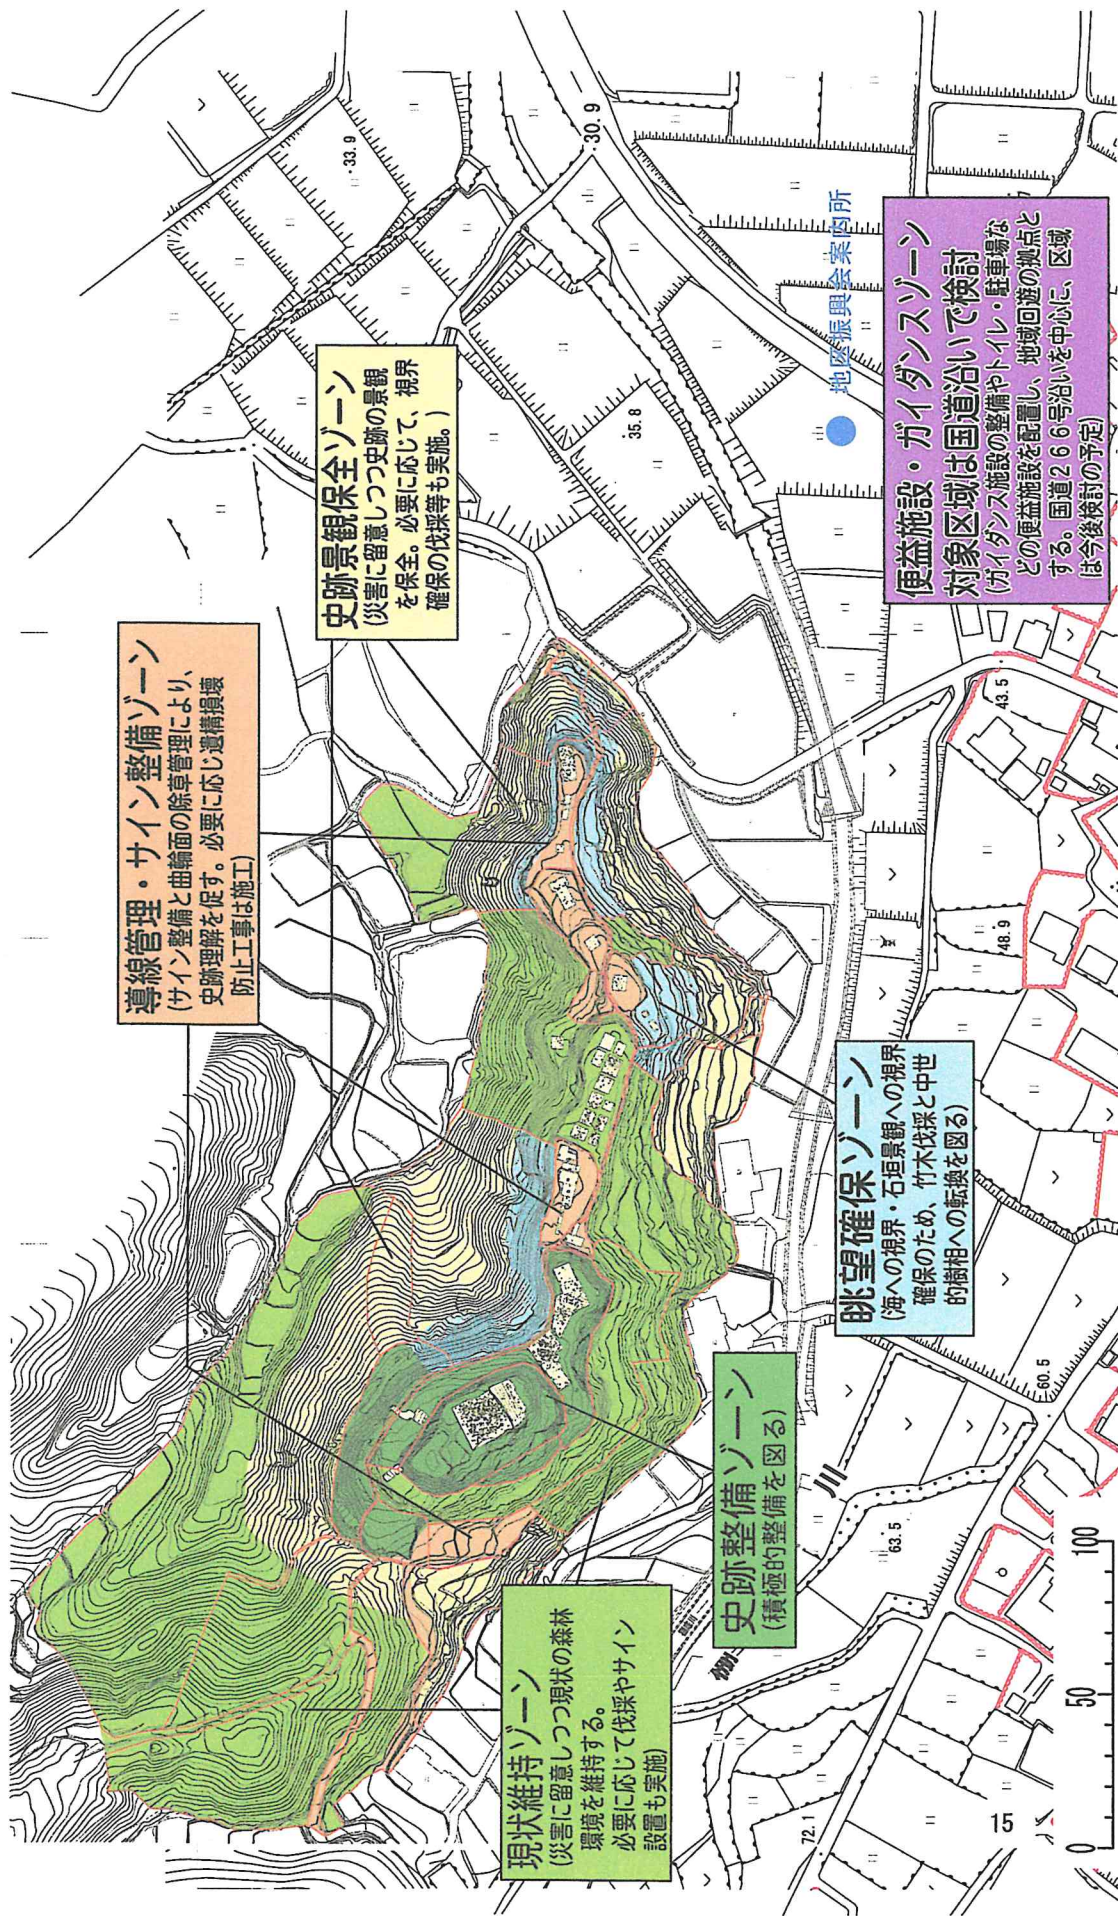 導線管理・サイン整備ゾーン
(サイン整備と曲輪面の除草管理により、
史跡理解を促す。必要に応じ遺構損壊
防止工事は施工)
史跡景観保全ゾーン
(災害に留意しつつ史跡の景観
を保全。必要に応じて、視界
確保の伐採等も実施。)
現状維持ゾーン
(災害に留意しつつ現状の森林
環境を維持する。
必要に応じて伐採やサイン
設置も実施)
史跡整備ゾーン
(積極的整備を図る)
眺望確保ゾーン
(海への視界・石垣景観への視界
確保のため、竹木伐採と中世
的樹相への転換を図る)
地区振興会案内所
便益施設・ガイダンスゾーン
対象区域は国道沿いで検討
(ガイダンス施設の整備やトイレ・駐車場な
どの便益施設を配置し、地域回遊の拠点と
する。国道266号沿いを中心に、区域
は今後検討の予定)
33.9
30.9
35.8
43.5
48.9
60.5
63.5
72.1
川
15
0
50
100